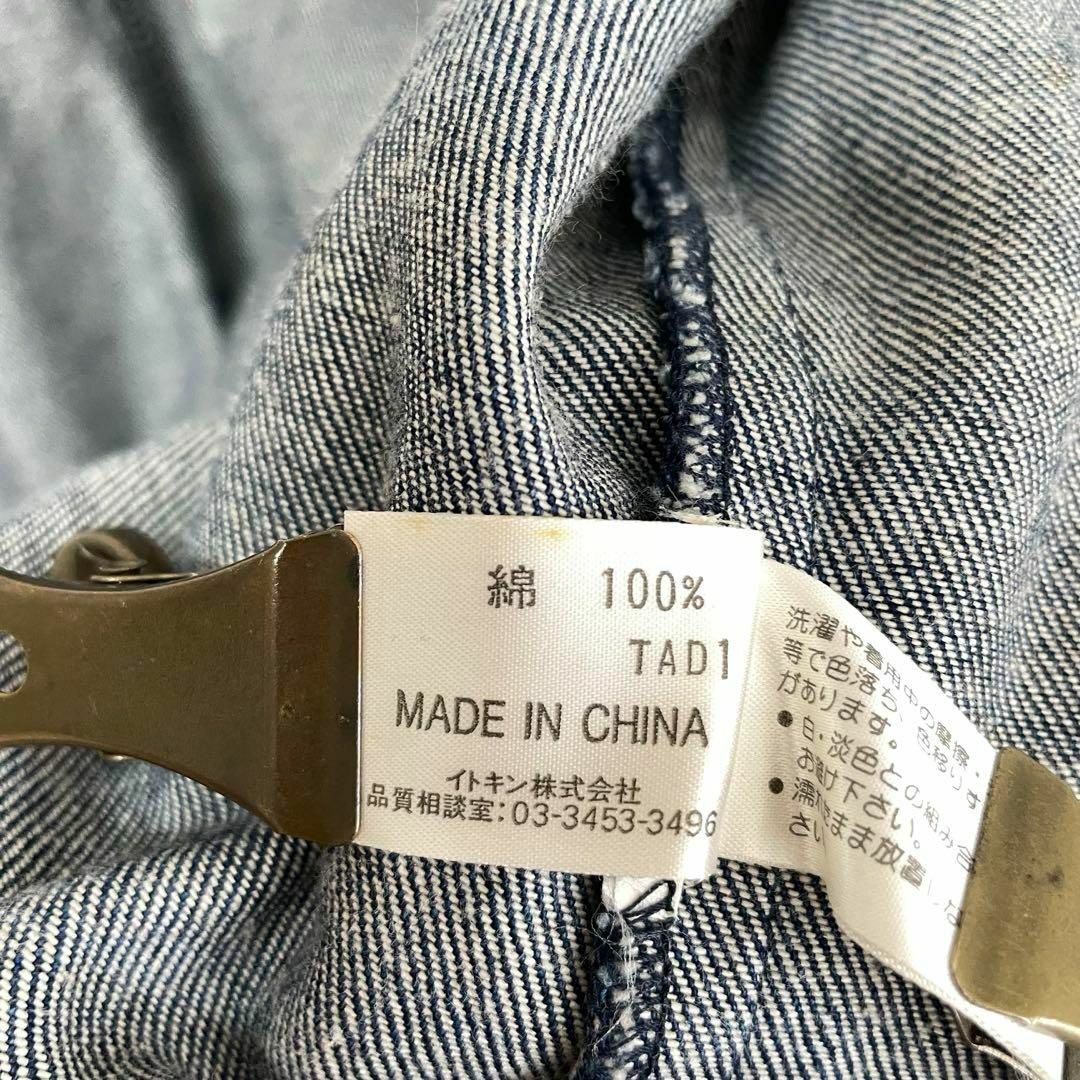 綿 100%
TAD1
MADE IN CHINA
イトキン株式会社
品質相談室:03-3453-3496
洗濯や着用中の摩擦・
等で色落ち、色移りす
があります。
●白・淡色との組み合
お避け下さい。
●濡れたまま放置しな
さい